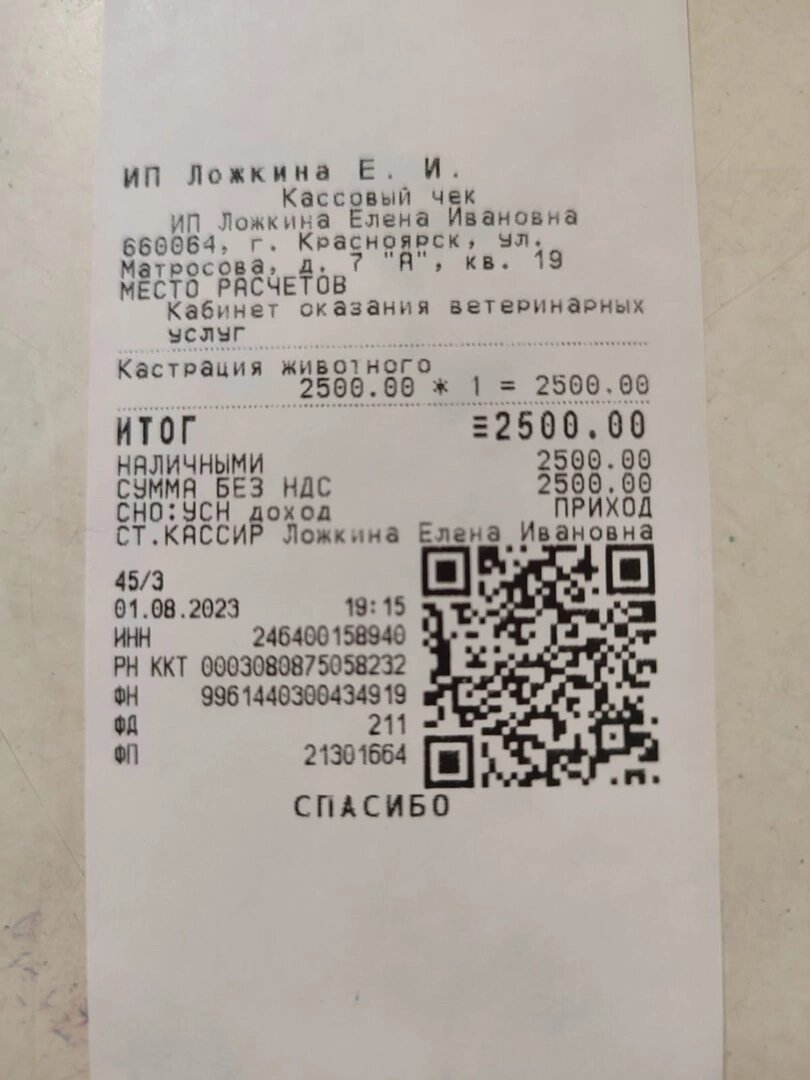 ИП Ложкина Е. И.
Кассовый чек
ИП Ложкина Елена Ивановна
660064, г. Красноярск, ул.
Матросова, д. 7 "А", кв. 19
МЕСТО РАСЧЕТОВ
Кабинет оказания ветеринарных
услуг
Кастрация животного
2500.00 * 1 = 2500.00
ИТОГ ≡2500.00
НАЛИЧНЫМИ 2500.00
СУММА БЕЗ НДС 2500.00
СНО:УСН доход ПРИХОД
СТ.КАССИР Ложкина Елена Ивановна
45/3
01.08.2023 19:15
ИНН 246400158940
РН ККТ 0003080875058232
ФН 9961440300434919
ФД 211
ФП 21301664
СПАСИБО